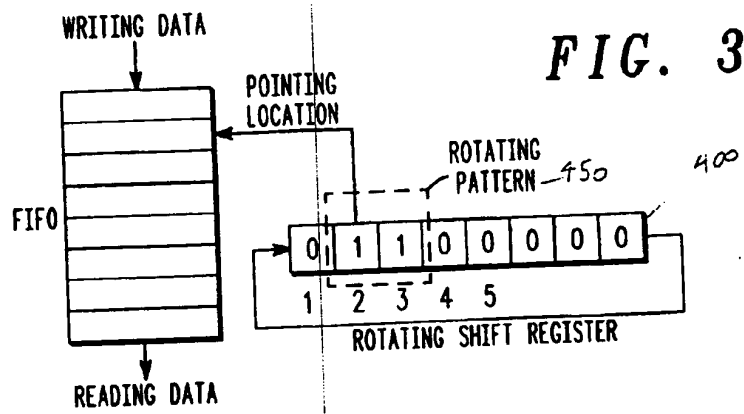 WRITING DATA
FIG. 3
POINTING
LOCATION
ROTATING
PATTERN
450
400
FIFO
0 1 1 0 0 0 0 0
1 2 3 4 5
ROTATING SHIFT REGISTER
READING DATA